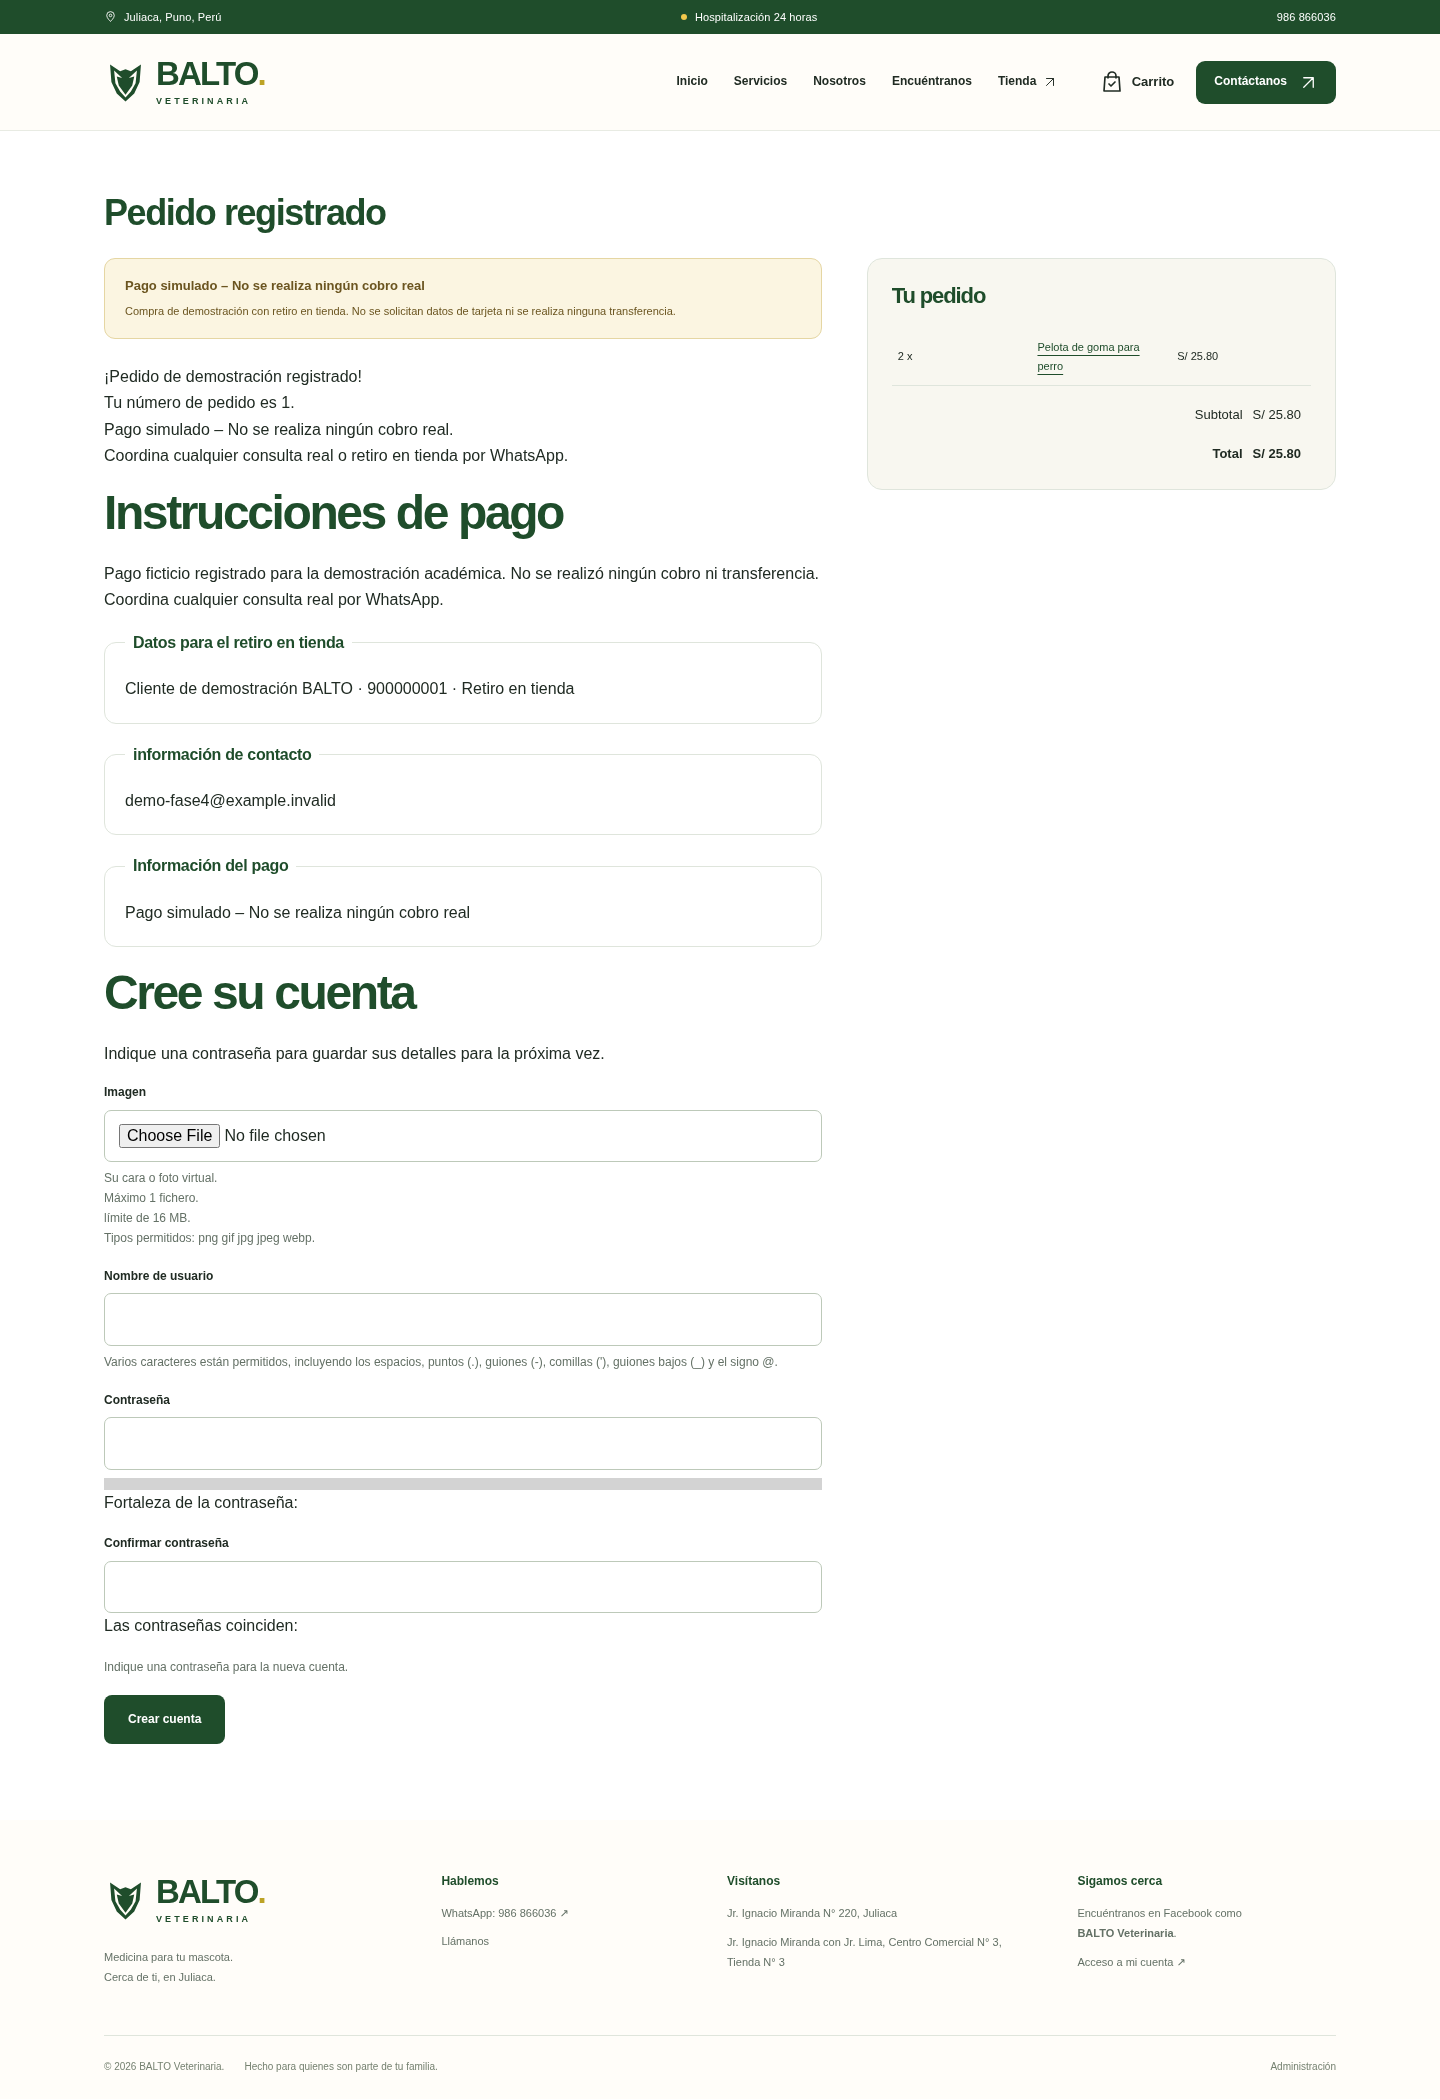 Juliaca, Puno, Perú
Hospitalización 24 horas
986 866036
BALTO.
VETERINARIA
Inicio
Servicios
Nosotros
Encuéntranos
Tienda
Carrito
Contáctanos
Pedido registrado
Pago simulado – No se realiza ningún cobro real
Compra de demostración con retiro en tienda. No se solicitan datos de tarjeta ni se realiza ninguna transferencia.
¡Pedido de demostración registrado!
Tu número de pedido es 1.
Pago simulado – No se realiza ningún cobro real.
Coordina cualquier consulta real o retiro en tienda por WhatsApp.
Tu pedido
2 x
Pelota de goma para
perro
S/ 25.80
Subtotal S/ 25.80
Total S/ 25.80
Instrucciones de pago
Pago ficticio registrado para la demostración académica. No se realizó ningún cobro ni transferencia.
Coordina cualquier consulta real por WhatsApp.
Datos para el retiro en tienda
Cliente de demostración BALTO · 900000001 · Retiro en tienda
información de contacto
demo-fase4@example.invalid
Información del pago
Pago simulado – No se realiza ningún cobro real
Cree su cuenta
Indique una contraseña para guardar sus detalles para la próxima vez.
Imagen
Choose File No file chosen
Su cara o foto virtual.
Máximo 1 fichero.
límite de 16 MB.
Tipos permitidos: png gif jpg jpeg webp.
Nombre de usuario
Varios caracteres están permitidos, incluyendo los espacios, puntos (.), guiones (-), comillas ('), guiones bajos (_) y el signo @.
Contraseña
Fortaleza de la contraseña:
Confirmar contraseña
Las contraseñas coinciden:
Indique una contraseña para la nueva cuenta.
Crear cuenta
BALTO.
VETERINARIA
Medicina para tu mascota.
Cerca de ti, en Juliaca.
Hablemos
WhatsApp: 986 866036 ↗
Llámanos
Visítanos
Jr. Ignacio Miranda N° 220, Juliaca
Jr. Ignacio Miranda con Jr. Lima, Centro Comercial N° 3,
Tienda N° 3
Sigamos cerca
Encuéntranos en Facebook como
BALTO Veterinaria.
Acceso a mi cuenta ↗
© 2026 BALTO Veterinaria.
Hecho para quienes son parte de tu familia.
Administración